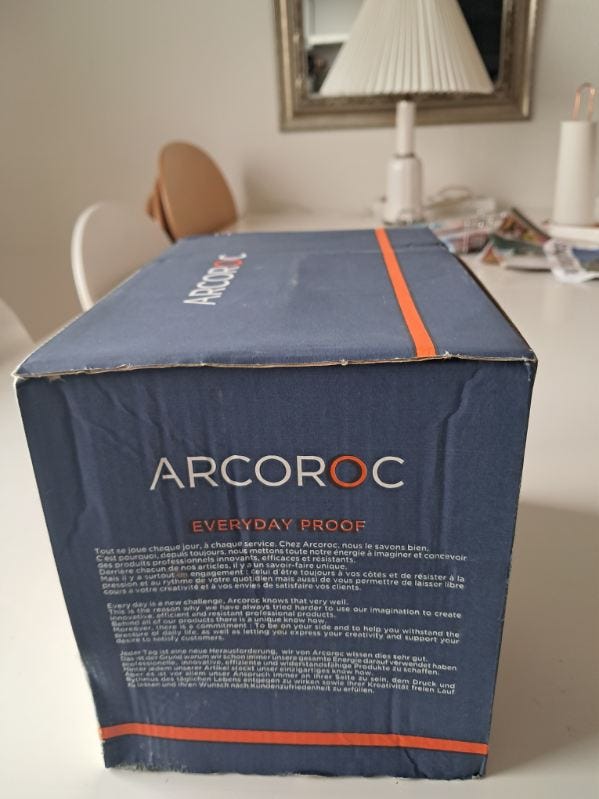 ARCOROC
ARCOROC
EVERYDAY PROOF
Tout se joue chaque jour, à chaque service. Chez Arcoroc, nous le savons bien.
C'est pourquoi, depuis toujours, nous mettons toute notre énergie à imaginer et concevoir
des produits professionnels innovants, efficaces et résistants.
Derrière chacun de nos articles, il y a un savoir-faire unique.
Mais il y a surtout un engagement : celui d'être toujours à vos côtés et de résister à la
pression et au rythme de votre quotidien mais aussi de vous permettre de laisser libre
cours à votre créativité et à vos envies de satisfaire vos clients.
Every day is a new challenge, Arcoroc knows that very well.
This is the reason why we have always tried harder to use our imagination to create
innovative, efficient and resistant professional products.
Behind all of our products there is a unique know how.
Moreover, there is a commitment : To be on your side and to help you withstand the
pressure of daily life, as well as letting you express your creativity and support your
desire to satisfy customers.
Jeder Tag ist eine neue Herausforderung, wir von Arcoroc wissen dies sehr gut.
Das ist der Grund warum wir schon immer unsere gesamte Energie darauf verwendet haben
professionelle, innovative, effiziente und widerstandsfähige Produkte zu schaffen.
Hinter jedem unserer Artikel steckt unser einzigartiges know how.
Aber es ist vor allem unser Anspruch immer an Ihrer Seite zu sein, dem Druck und
Rythmus des täglichen Lebens entgegen zu wirken sowie Ihrer Kreativität freien Lauf
zu lassen und ihren Wunsch nach Kundenzufriedenheit zu erfüllen.